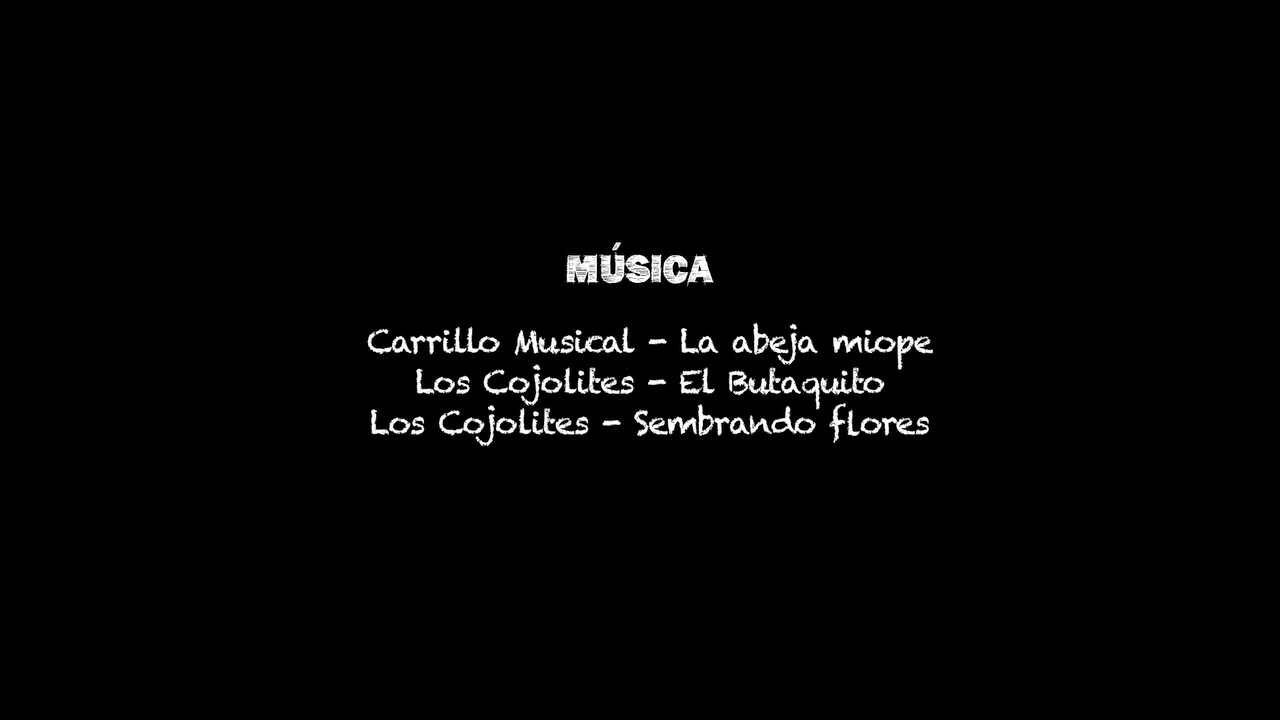 MÚSICA
Carrillo Musical - La abeja miope
Los Cojolites - El Butaquito
Los Cojolites - Sembrando flores